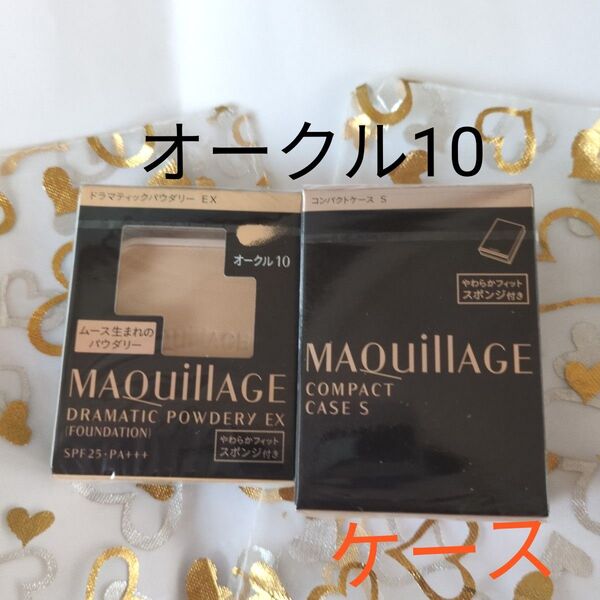 オークル10
ドラマティックパウダリー EX
オークル10
ムース生まれの
パウダリー
MAQuillAGE
DRAMATIC POWDERY EX
(FOUNDATION)
やわらかフィット
スポンジ付き
SPF25・PA+++
コンパクトケース S
やわらかフィット
スポンジ付き
MAQuillAGE
COMPACT
CASE S
ケース